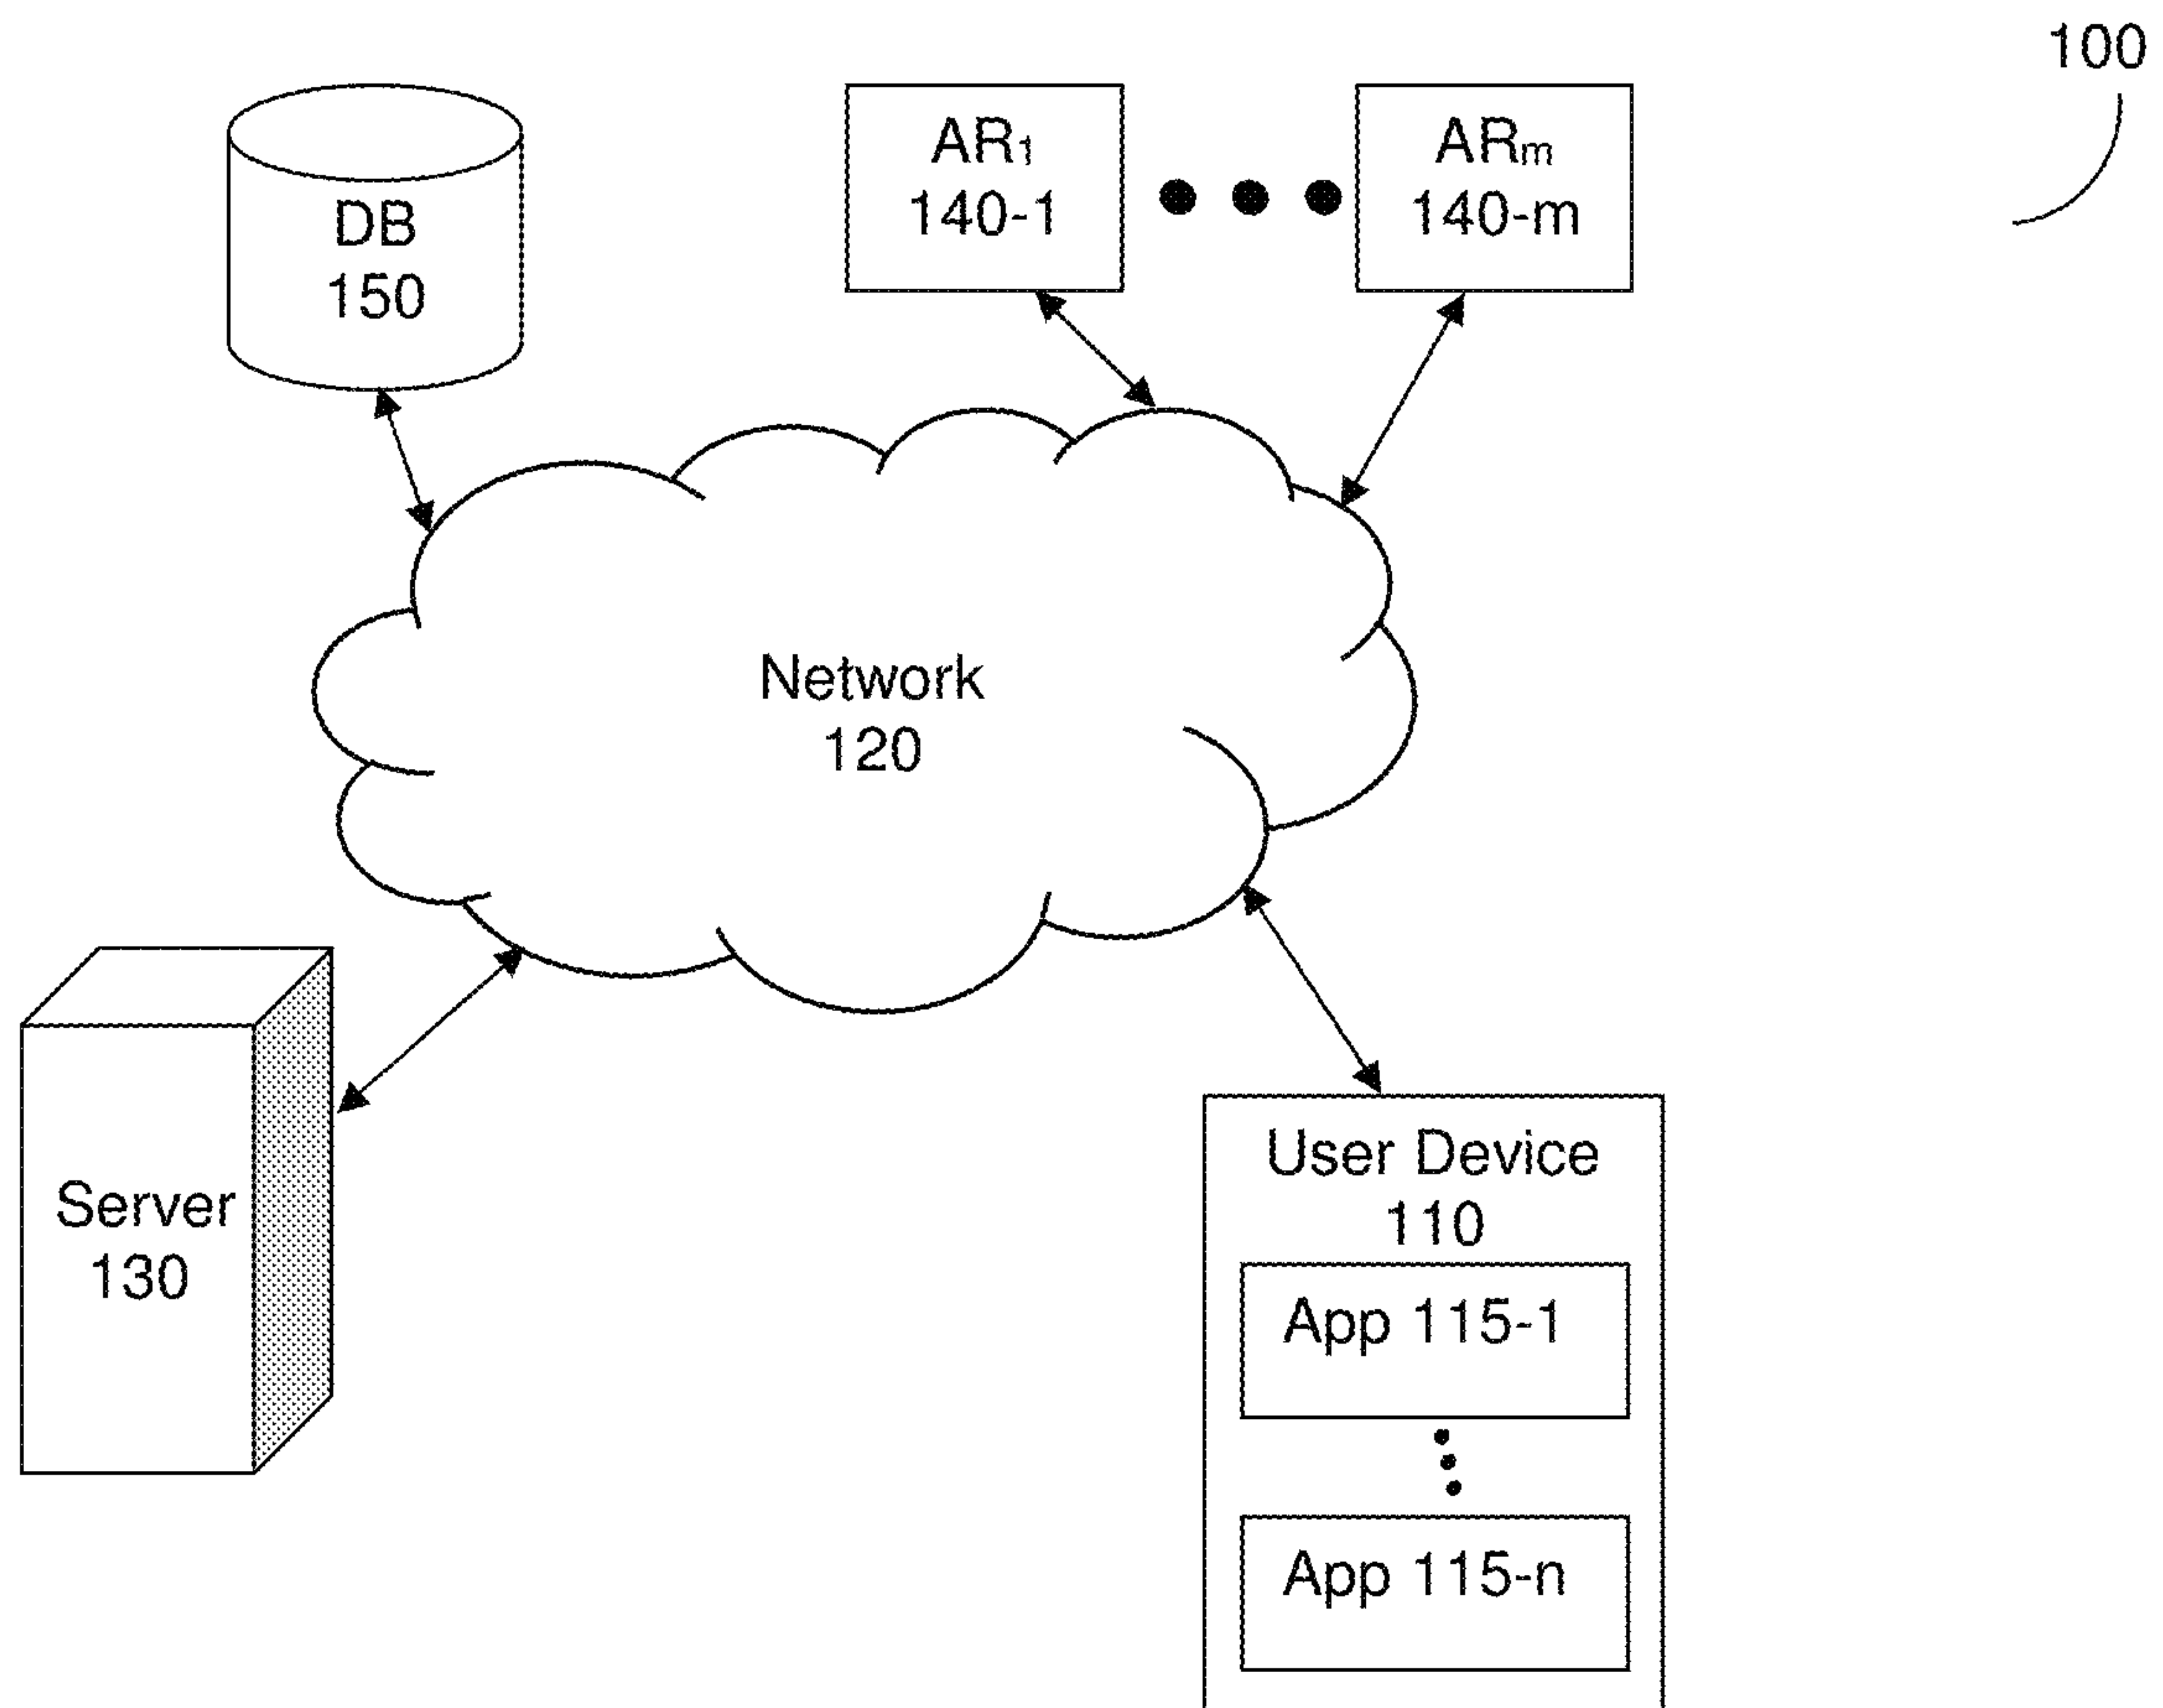 100
DB
150
AR₁
140-1
ARₘ
140-m
Network
120
Server
130
User Device
110
App 115-1
App 115-n